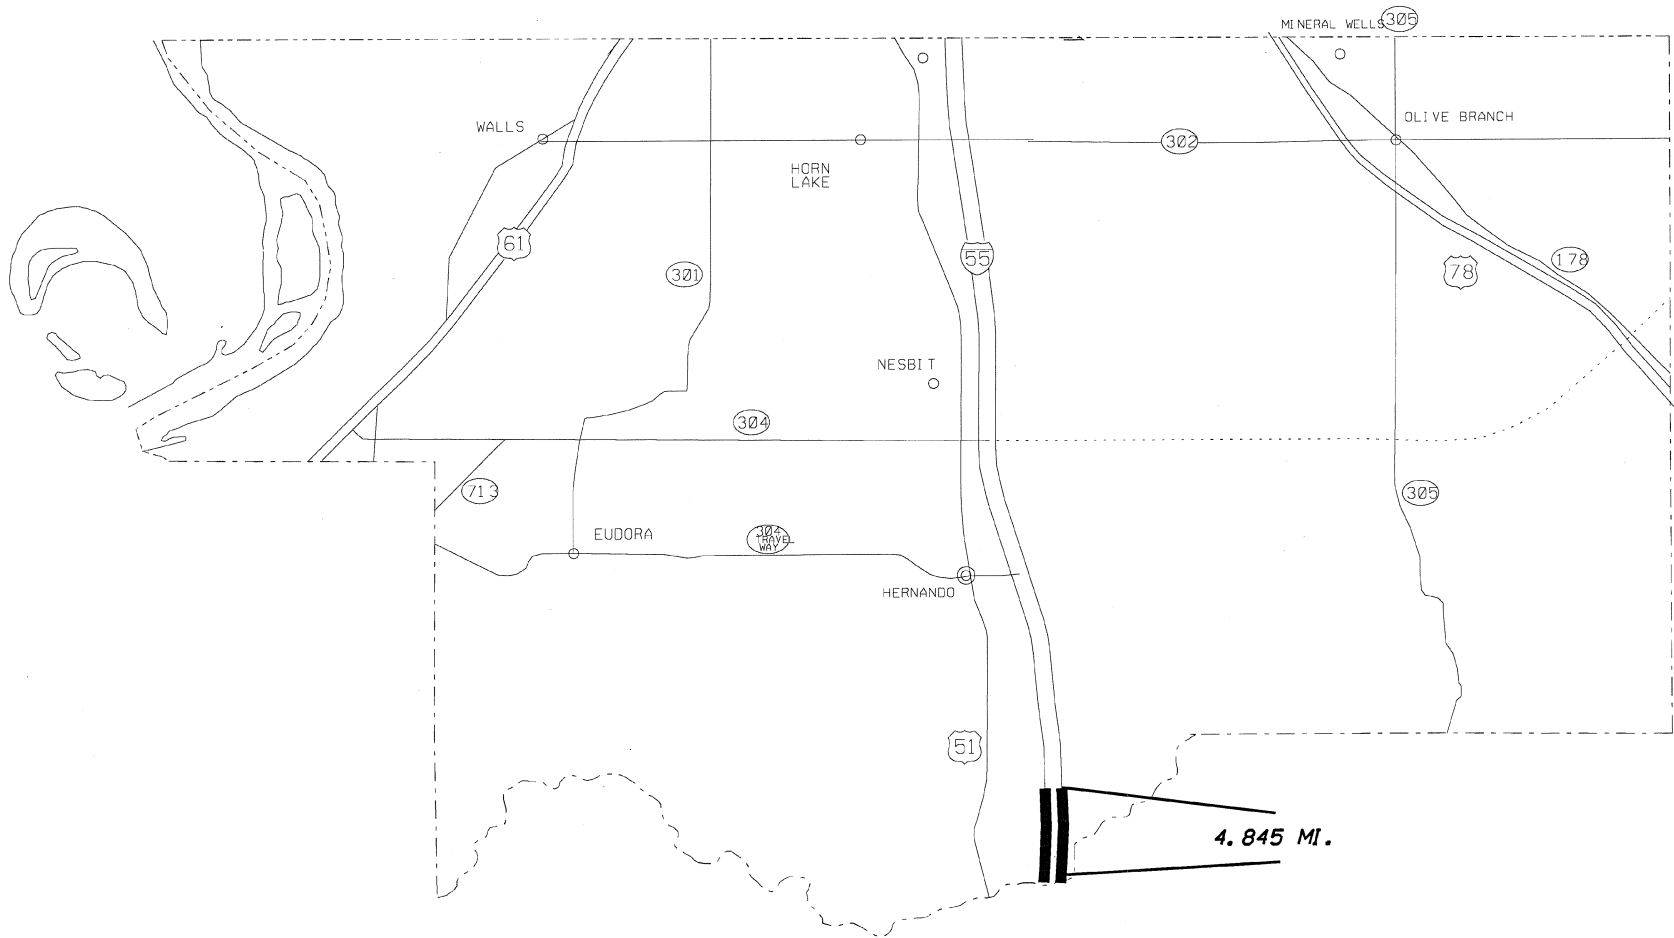 MINERAL WELLS
305
OLIVE BRANCH
WALLS
302
HORN
LAKE
61
55
178
78
301
NESBIT
304
713
305
EUDORA
304
TRAVEL
WAY
HERNANDO
51
4.845 MI.